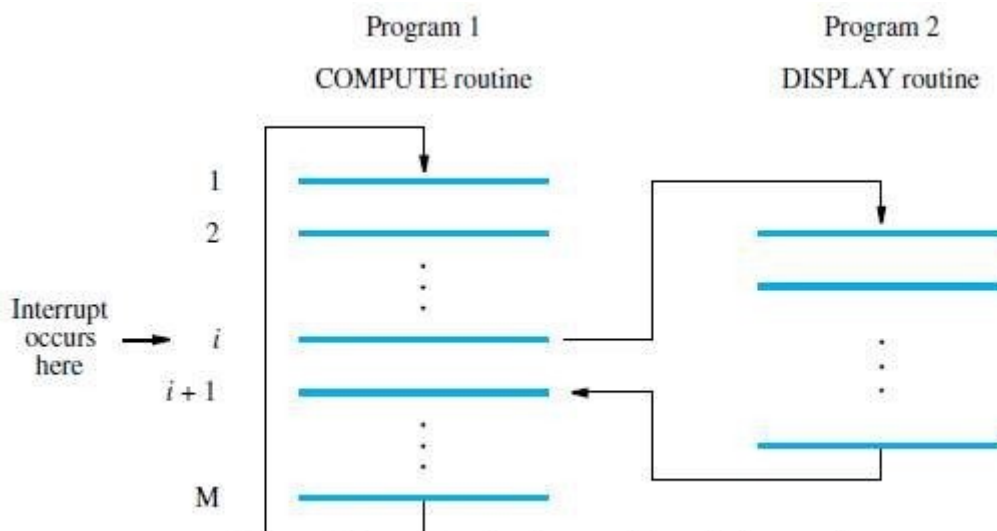 Program 1
Program 2
COMPUTE routine
DISPLAY routine
1
2
Interrupt
occurs
here
i
i + 1
M